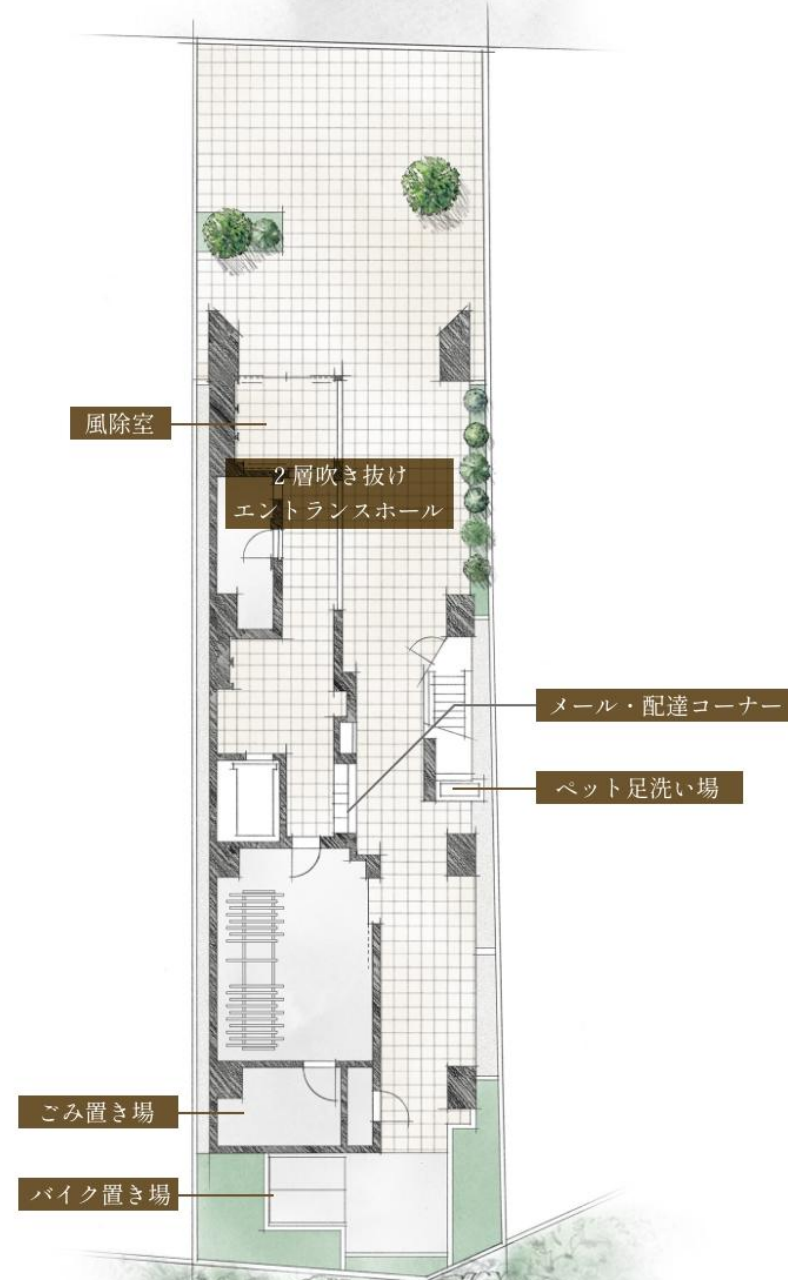 風除室
2層吹き抜け
エントランスホール
メール・配達コーナー
ペット足洗い場
ごみ置き場
バイク置き場